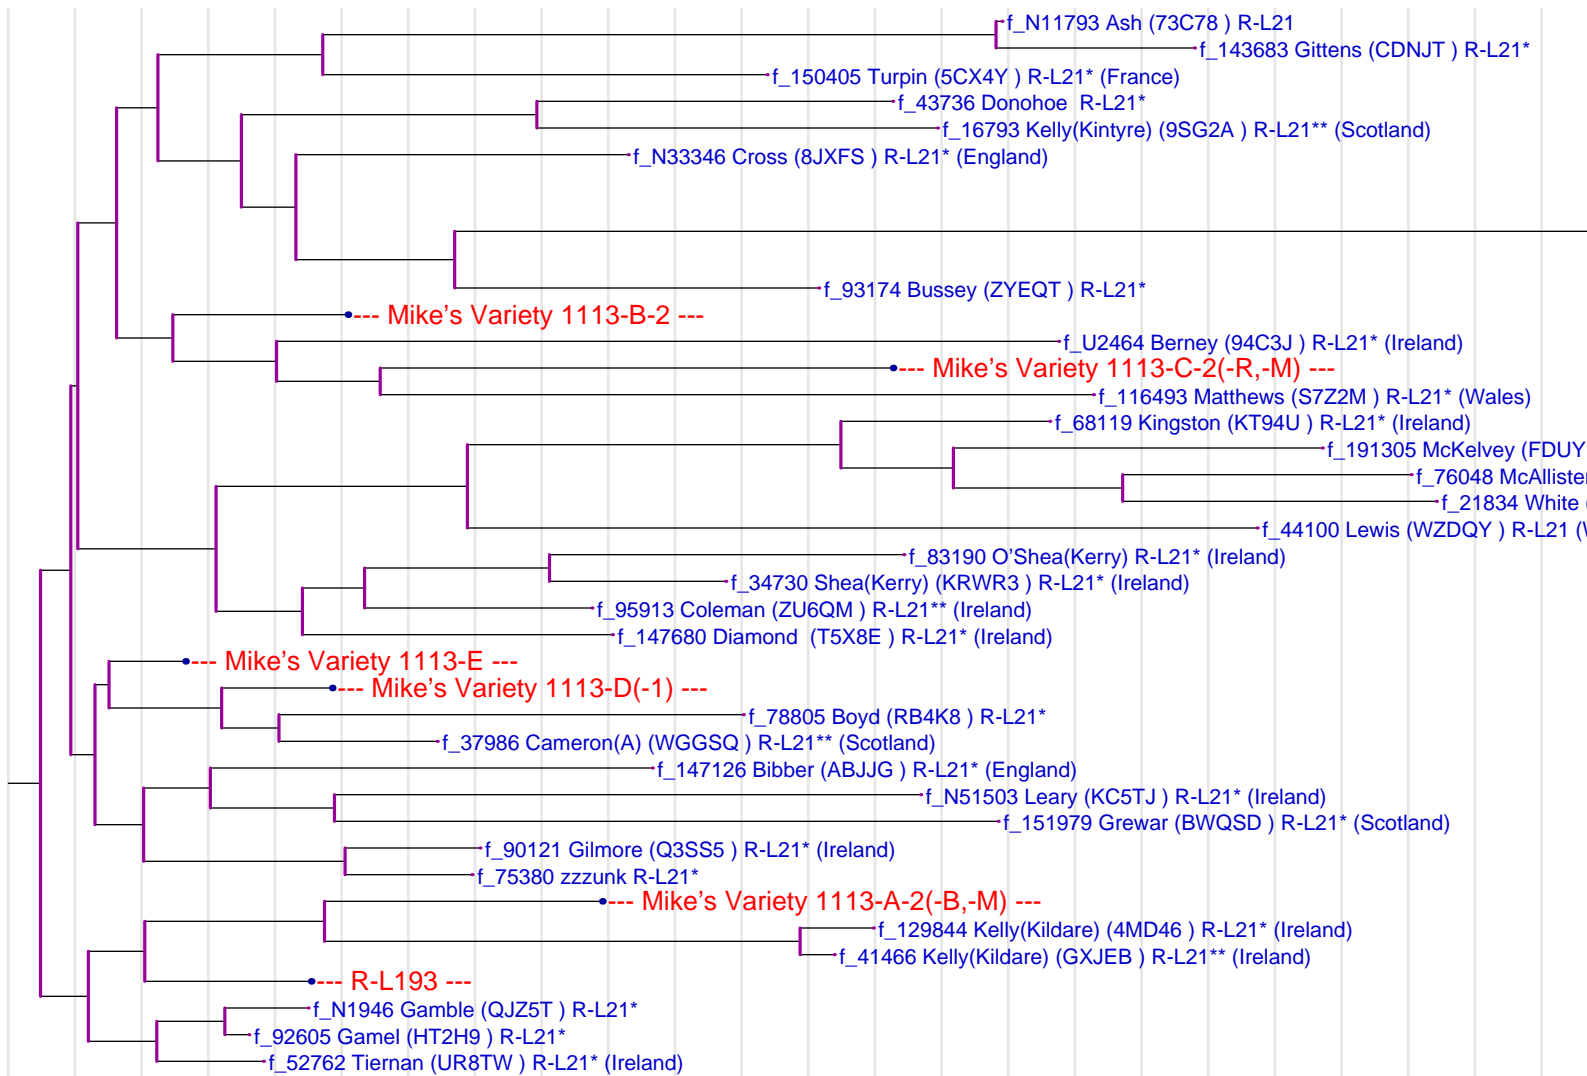 f_N11793 Ash (73C78 ) R-L21
f_143683 Gittens (CDNJT ) R-L21*
f_150405 Turpin (5CX4Y ) R-L21* (France)
f_43736 Donohoe  R-L21*
f_16793 Kelly(Kintyre) (9SG2A ) R-L21** (Scotland)
f_N33346 Cross (8JXFS ) R-L21* (England)
f_93174 Bussey (ZYEQT ) R-L21*
--- Mike's Variety 1113-B-2 ---
f_U2464 Berney (94C3J ) R-L21* (Ireland)
--- Mike's Variety 1113-C-2(-R,-M) ---
f_116493 Matthews (S7Z2M ) R-L21* (Wales)
f_68119 Kingston (KT94U ) R-L21* (Ireland)
f_191305 McKelvey (FDUY
f_76048 McAllister
f_21834 White (
f_44100 Lewis (WZDQY ) R-L21 (W
f_83190 O'Shea(Kerry) R-L21* (Ireland)
f_34730 Shea(Kerry) (KRWR3 ) R-L21* (Ireland)
f_95913 Coleman (ZU6QM ) R-L21** (Ireland)
f_147680 Diamond  (T5X8E ) R-L21* (Ireland)
--- Mike's Variety 1113-E ---
--- Mike's Variety 1113-D(-1) ---
f_78805 Boyd (RB4K8 ) R-L21*
f_37986 Cameron(A) (WGGSQ ) R-L21** (Scotland)
f_147126 Bibber (ABJJG ) R-L21* (England)
f_N51503 Leary (KC5TJ ) R-L21* (Ireland)
f_151979 Grewar (BWQSD ) R-L21* (Scotland)
f_90121 Gilmore (Q3SS5 ) R-L21* (Ireland)
f_75380 zzzunk R-L21*
--- Mike's Variety 1113-A-2(-B,-M) ---
f_129844 Kelly(Kildare) (4MD46 ) R-L21* (Ireland)
f_41466 Kelly(Kildare) (GXJEB ) R-L21** (Ireland)
--- R-L193 ---
f_N1946 Gamble (QJZ5T ) R-L21*
f_92605 Gamel (HT2H9 ) R-L21*
f_52762 Tiernan (UR8TW ) R-L21* (Ireland)